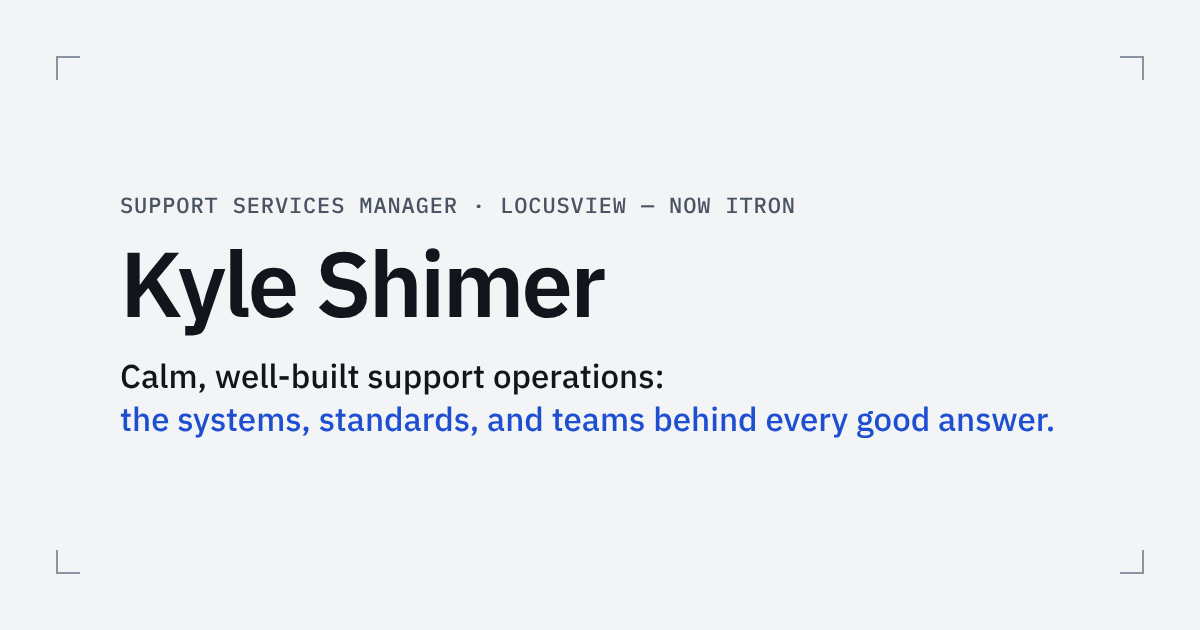 SUPPORT SERVICES MANAGER · LOCUSVIEW — NOW ITRON
Kyle Shimer
Calm, well-built support operations:
the systems, standards, and teams behind every good answer.